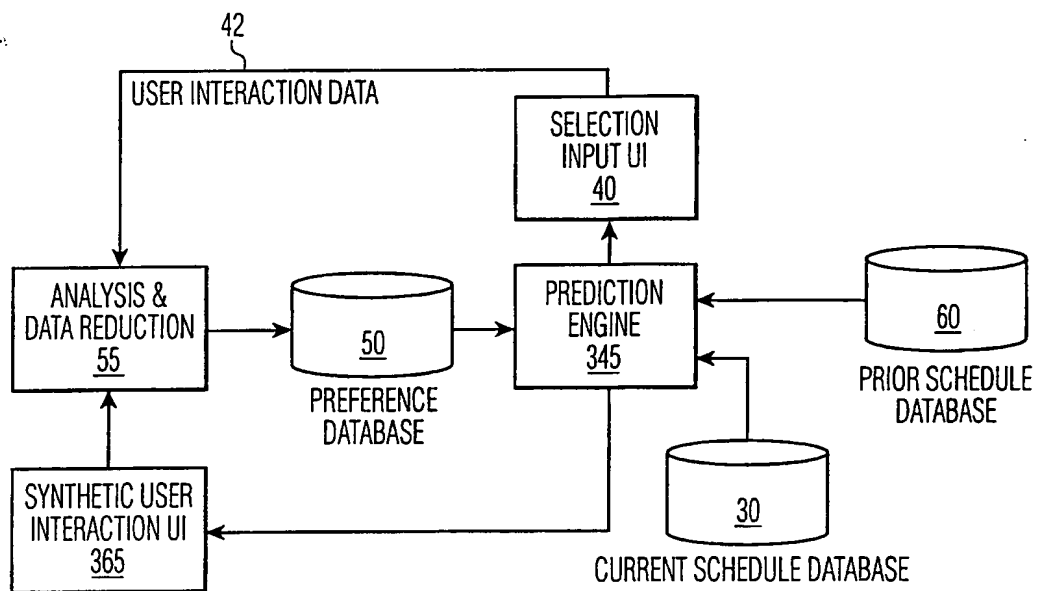 42
USER INTERACTION DATA
SELECTION
INPUT UI
40
ANALYSIS &
DATA REDUCTION
55
50
PREFERENCE
DATABASE
PREDICTION
ENGINE
345
60
PRIOR SCHEDULE
DATABASE
SYNTHETIC USER
INTERACTION UI
365
30
CURRENT SCHEDULE DATABASE